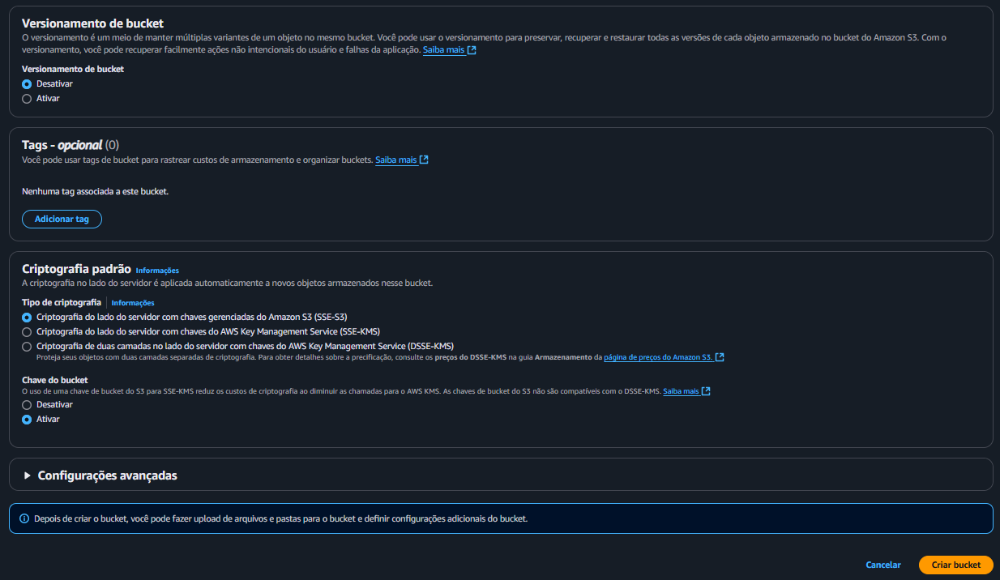 Versionamento de bucket
O versionamento é um meio de manter múltiplas variantes de um objeto no mesmo bucket. Você pode usar o versionamento para preservar, recuperar e restaurar todas as versões de cada objeto armazenado no bucket do Amazon S3. Com o
versionamento, você pode recuperar facilmente ações não intencionais do usuário e falhas da aplicação. Saiba mais
Versionamento de bucket
Desativar
Ativar
Tags - opcional (0)
Você pode usar tags de bucket para rastrear custos de armazenamento e organizar buckets. Saiba mais
Nenhuma tag associada a este bucket.
Adicionar tag
Criptografia padrão Informações
A criptografia no lado do servidor é aplicada automaticamente a novos objetos armazenados nesse bucket.
Tipo de criptografia Informações
Criptografia do lado do servidor com chaves gerenciadas do Amazon S3 (SSE-S3)
Criptografia do lado do servidor com chaves do AWS Key Management Service (SSE-KMS)
Criptografia de duas camadas no lado do servidor com chaves do AWS Key Management Service (DSSE-KMS)
Proteja seus objetos com duas camadas separadas de criptografia. Para obter detalhes sobre a precificação, consulte os preços do DSSE-KMS na guia Armazenamento da página de preços do Amazon S3.
Chave do bucket
O uso de uma chave de bucket do S3 para SSE-KMS reduz os custos de criptografia ao diminuir as chamadas para o AWS KMS. As chaves de bucket do S3 não são compatíveis com o DSSE-KMS. Saiba mais
Desativar
Ativar
Configurações avançadas
Depois de criar o bucket, você pode fazer upload de arquivos e pastas para o bucket e definir configurações adicionais do bucket.
Cancelar Criar bucket